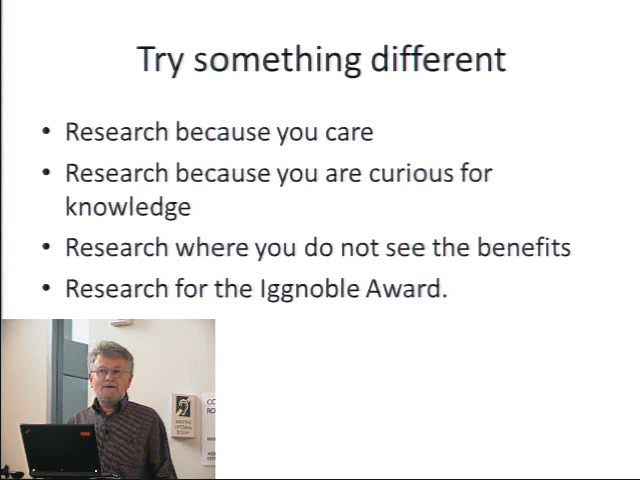 Try something different
• Research because you care
• Research because you are curious for
knowledge
• Research where you do not see the benefits
• Research for the Iggnoble Award.